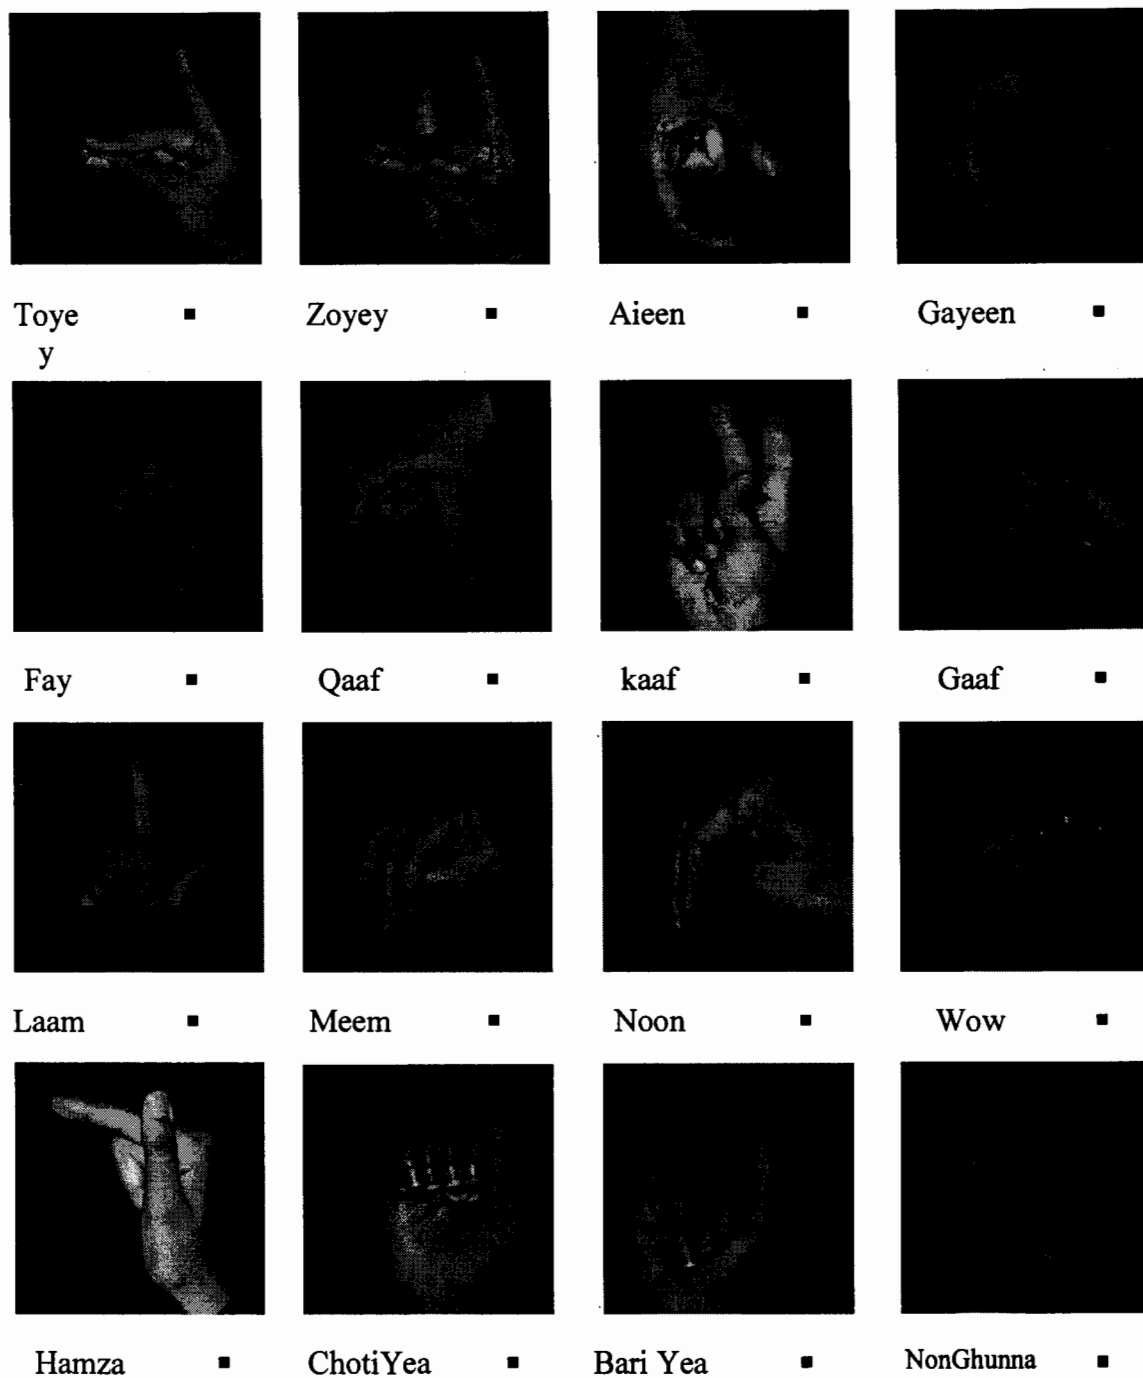 Toye ▪ Zoyey ▪ Aieen ▪ Gayeen ▪
y
Fay ▪ Qaaf ▪ kaaf ▪ Gaaf ▪
Laam ▪ Meem ▪ Noon ▪ Wow ▪
Hamza ▪ ChotiYea ▪ Bari Yea ▪ NonGhunna ▪